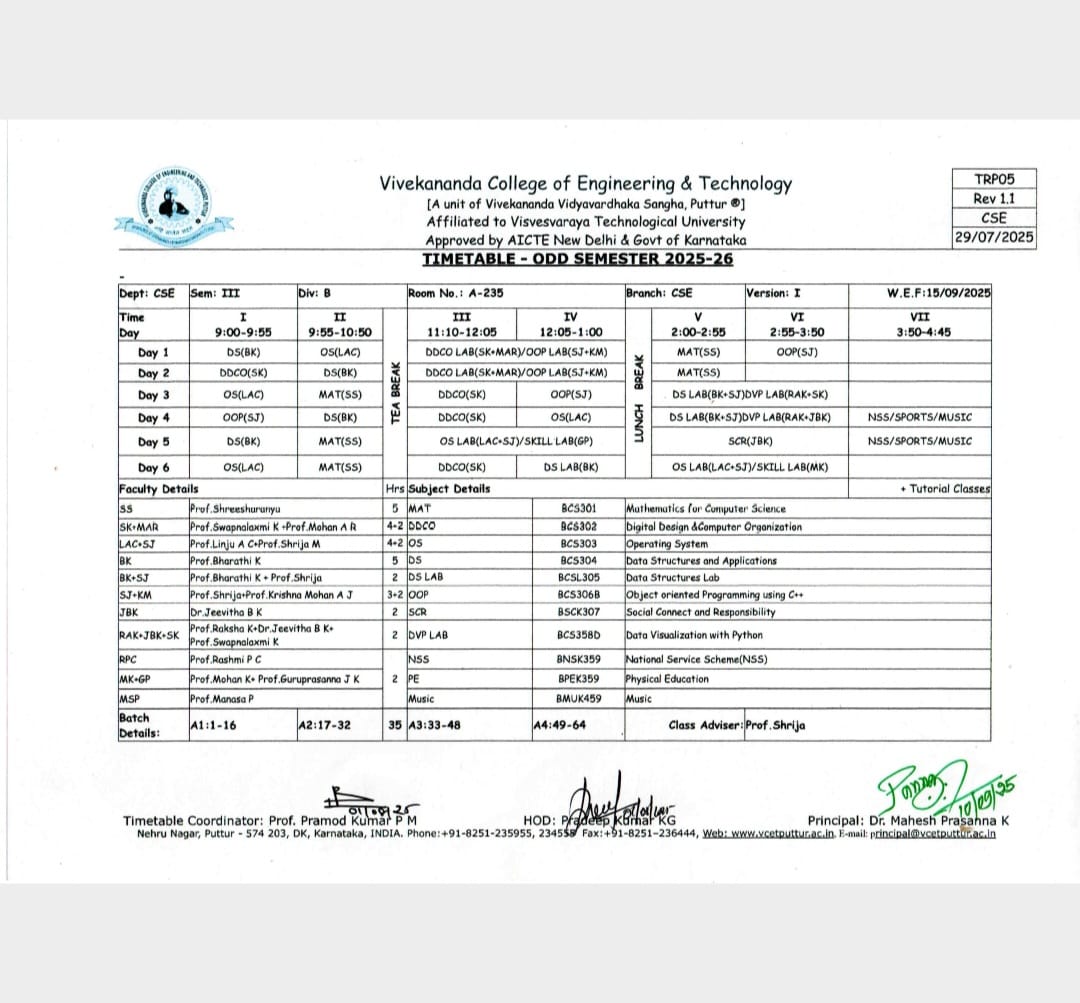 Vivekananda College of Engineering & Technology
[A unit of Vivekananda Vidyavardhaka Sangha, Puttur ®]
Affiliated to Visvesvaraya Technological University
Approved by AICTE New Delhi & Govt of Karnataka
TIMETABLE - ODD SEMESTER 2025-26
TRP05
Rev 1.1
CSE
29/07/2025
Dept: CSE Sem: III Div: B Room No.: A-235 Branch: CSE Version: I W.E.F:15/09/2025
Time I II III IV V VI VII
Day 9:00-9:55 9:55-10:50 11:10-12:05 12:05-1:00 2:00-2:55 2:55-3:50 3:50-4:45
TEA BREAK
LUNCH BREAK
Day 1 DS(BK) OS(LAC) DDCO LAB(SK+MAR)/OOP LAB(SJ+KM) MAT(SS) OOP(SJ)
Day 2 DDCO(SK) DS(BK) DDCO LAB(SK+MAR)/OOP LAB(SJ+KM) MAT(SS)
Day 3 OS(LAC) MAT(SS) DDCO(SK) OOP(SJ) DS LAB(BK+SJ)DVP LAB(RAK+SK)
Day 4 OOP(SJ) DS(BK) DDCO(SK) OS(LAC) DS LAB(BK+SJ)DVP LAB(RAK+JBK) NSS/SPORTS/MUSIC
Day 5 DS(BK) MAT(SS) OS LAB(LAC+SJ)/SKILL LAB(GP) SCR(JBK) NSS/SPORTS/MUSIC
Day 6 OS(LAC) MAT(SS) DDCO(SK) DS LAB(BK) OS LAB(LAC+SJ)/SKILL LAB(MK)
Faculty Details Hrs Subject Details + Tutorial Classes
SS Prof.Shreesharanyu 5 MAT BCS301 Mathematics for Computer Science
SK+MAR Prof.Swapnalaxmi K +Prof.Mohan A R 4+2 DDCO BCS302 Digital Design &Computer Organization
LAC+SJ Prof.Linju A C+Prof.Shrija M 4+2 OS BCS303 Operating System
BK Prof.Bharathi K 5 DS BCS304 Data Structures and Applications
BK+SJ Prof.Bharathi K + Prof.Shrija 2 DS LAB BCSL305 Data Structures Lab
SJ+KM Prof.Shrija+Prof.Krishna Mohan A J 3+2 OOP BCS306B Object oriented Programming using C++
JBK Dr.Jeevitha B K 2 SCR BSCK307 Social Connect and Responsibility
RAK+JBK+SK Prof.Raksha K+Dr.Jeevitha B K+ 2 DVP LAB BCS358D Data Visualization with Python
Prof.Swapnalaxmi K
RPC Prof.Rashmi P C NSS BNSK359 National Service Scheme(NSS)
MK+GP Prof.Mohan K+ Prof.Guruprasanna J K 2 PE BPEK359 Physical Education
MSP Prof.Manasa P Music BMUK459 Music
Batch
Details: A1:1-16 A2:17-32 35 A3:33-48 A4:49-64 Class Adviser: Prof.Shrija
01/09/25
10/09/25
Timetable Coordinator: Prof. Pramod Kumar P M HOD: Pradeep Kumar KG Principal: Dr. Mahesh Prasanna K
Nehru Nagar, Puttur - 574 203, DK, Karnataka, INDIA. Phone:+91-8251-235955, 234555 Fax:+91-8251-236444, Web: www.vcetputtur.ac.in, E-mail: principal@vcetputtur.ac.in